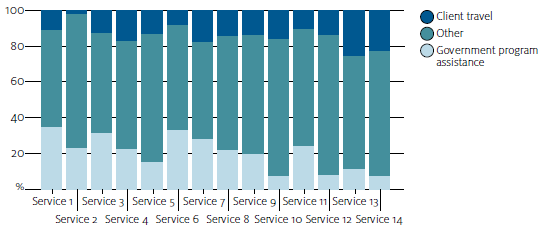 100
80
60
40
20
%
Service 1
Service 2
Service 3
Service 4
Service 5
Service 6
Service 7
Service 8
Service 9
Service 10
Service 11
Service 12
Service 13
Service 14
Client travel
Other
Government program
assistance